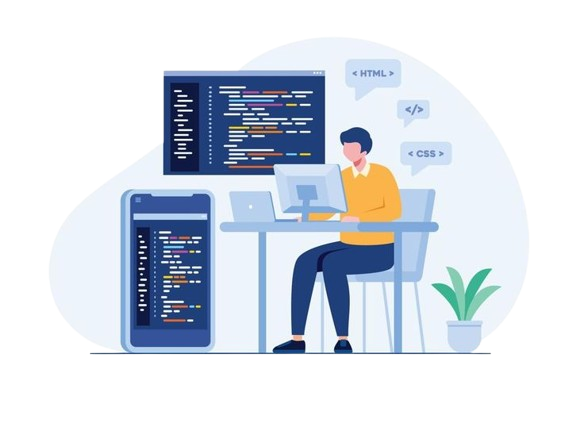 < HTML >
</>
< CSS >